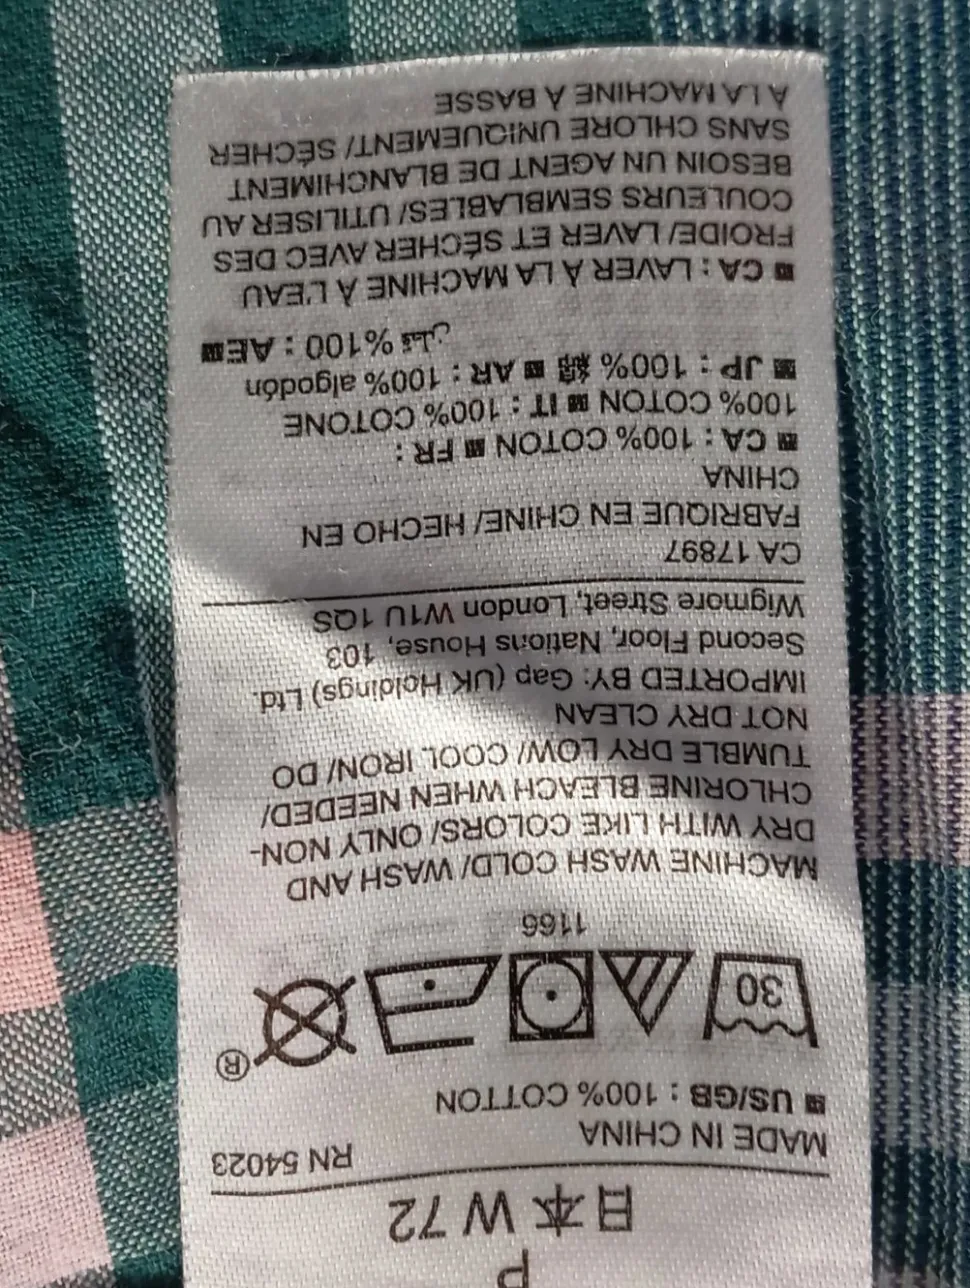 日本 W 72
MADE IN CHINA RN 54023
■ US/GB : 100% COTTON
30
®
1166
MACHINE WASH COLD/ WASH AND
DRY WITH LIKE COLORS/ ONLY NON-
CHLORINE BLEACH WHEN NEEDED/
TUMBLE DRY LOW/ COOL IRON/ DO
NOT DRY CLEAN
IMPORTED BY: Gap (UK Holdings) Ltd.
Second Floor, Nations House, 103
Wigmore Street, London W1U 1QS
CA 17897
FABRIQUE EN CHINE/ HECHO EN
CHINA
■ CA : 100% COTON ■ FR :
100% COTON ■ IT : 100% COTONE
■ JP : 100% 綿 ■ AR : 100% algodón
■ AE : 100% قطن
■ CA : LAVER À LA MACHINE À L'EAU
FROIDE/ LAVER ET SÉCHER AVEC DES
COULEURS SEMBLABLES/ UTILISER AU
BESOIN UN AGENT DE BLANCHIMENT
SANS CHLORE UNIQUEMENT/ SÉCHER
À LA MACHINE À BASSE